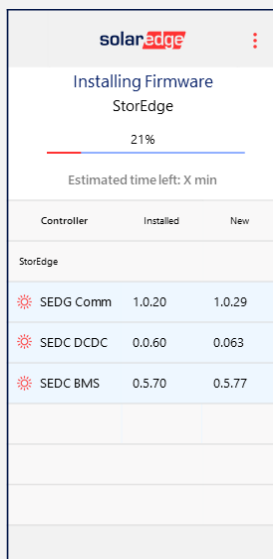 solaredge
Installing Firmware
StorEdge
21%
Estimated time left: X min
Controller Installed New
StorEdge
SEDG Comm 1.0.20 1.0.29
SEDC DCDC 0.0.60 0.063
SEDC BMS 0.5.70 0.5.77